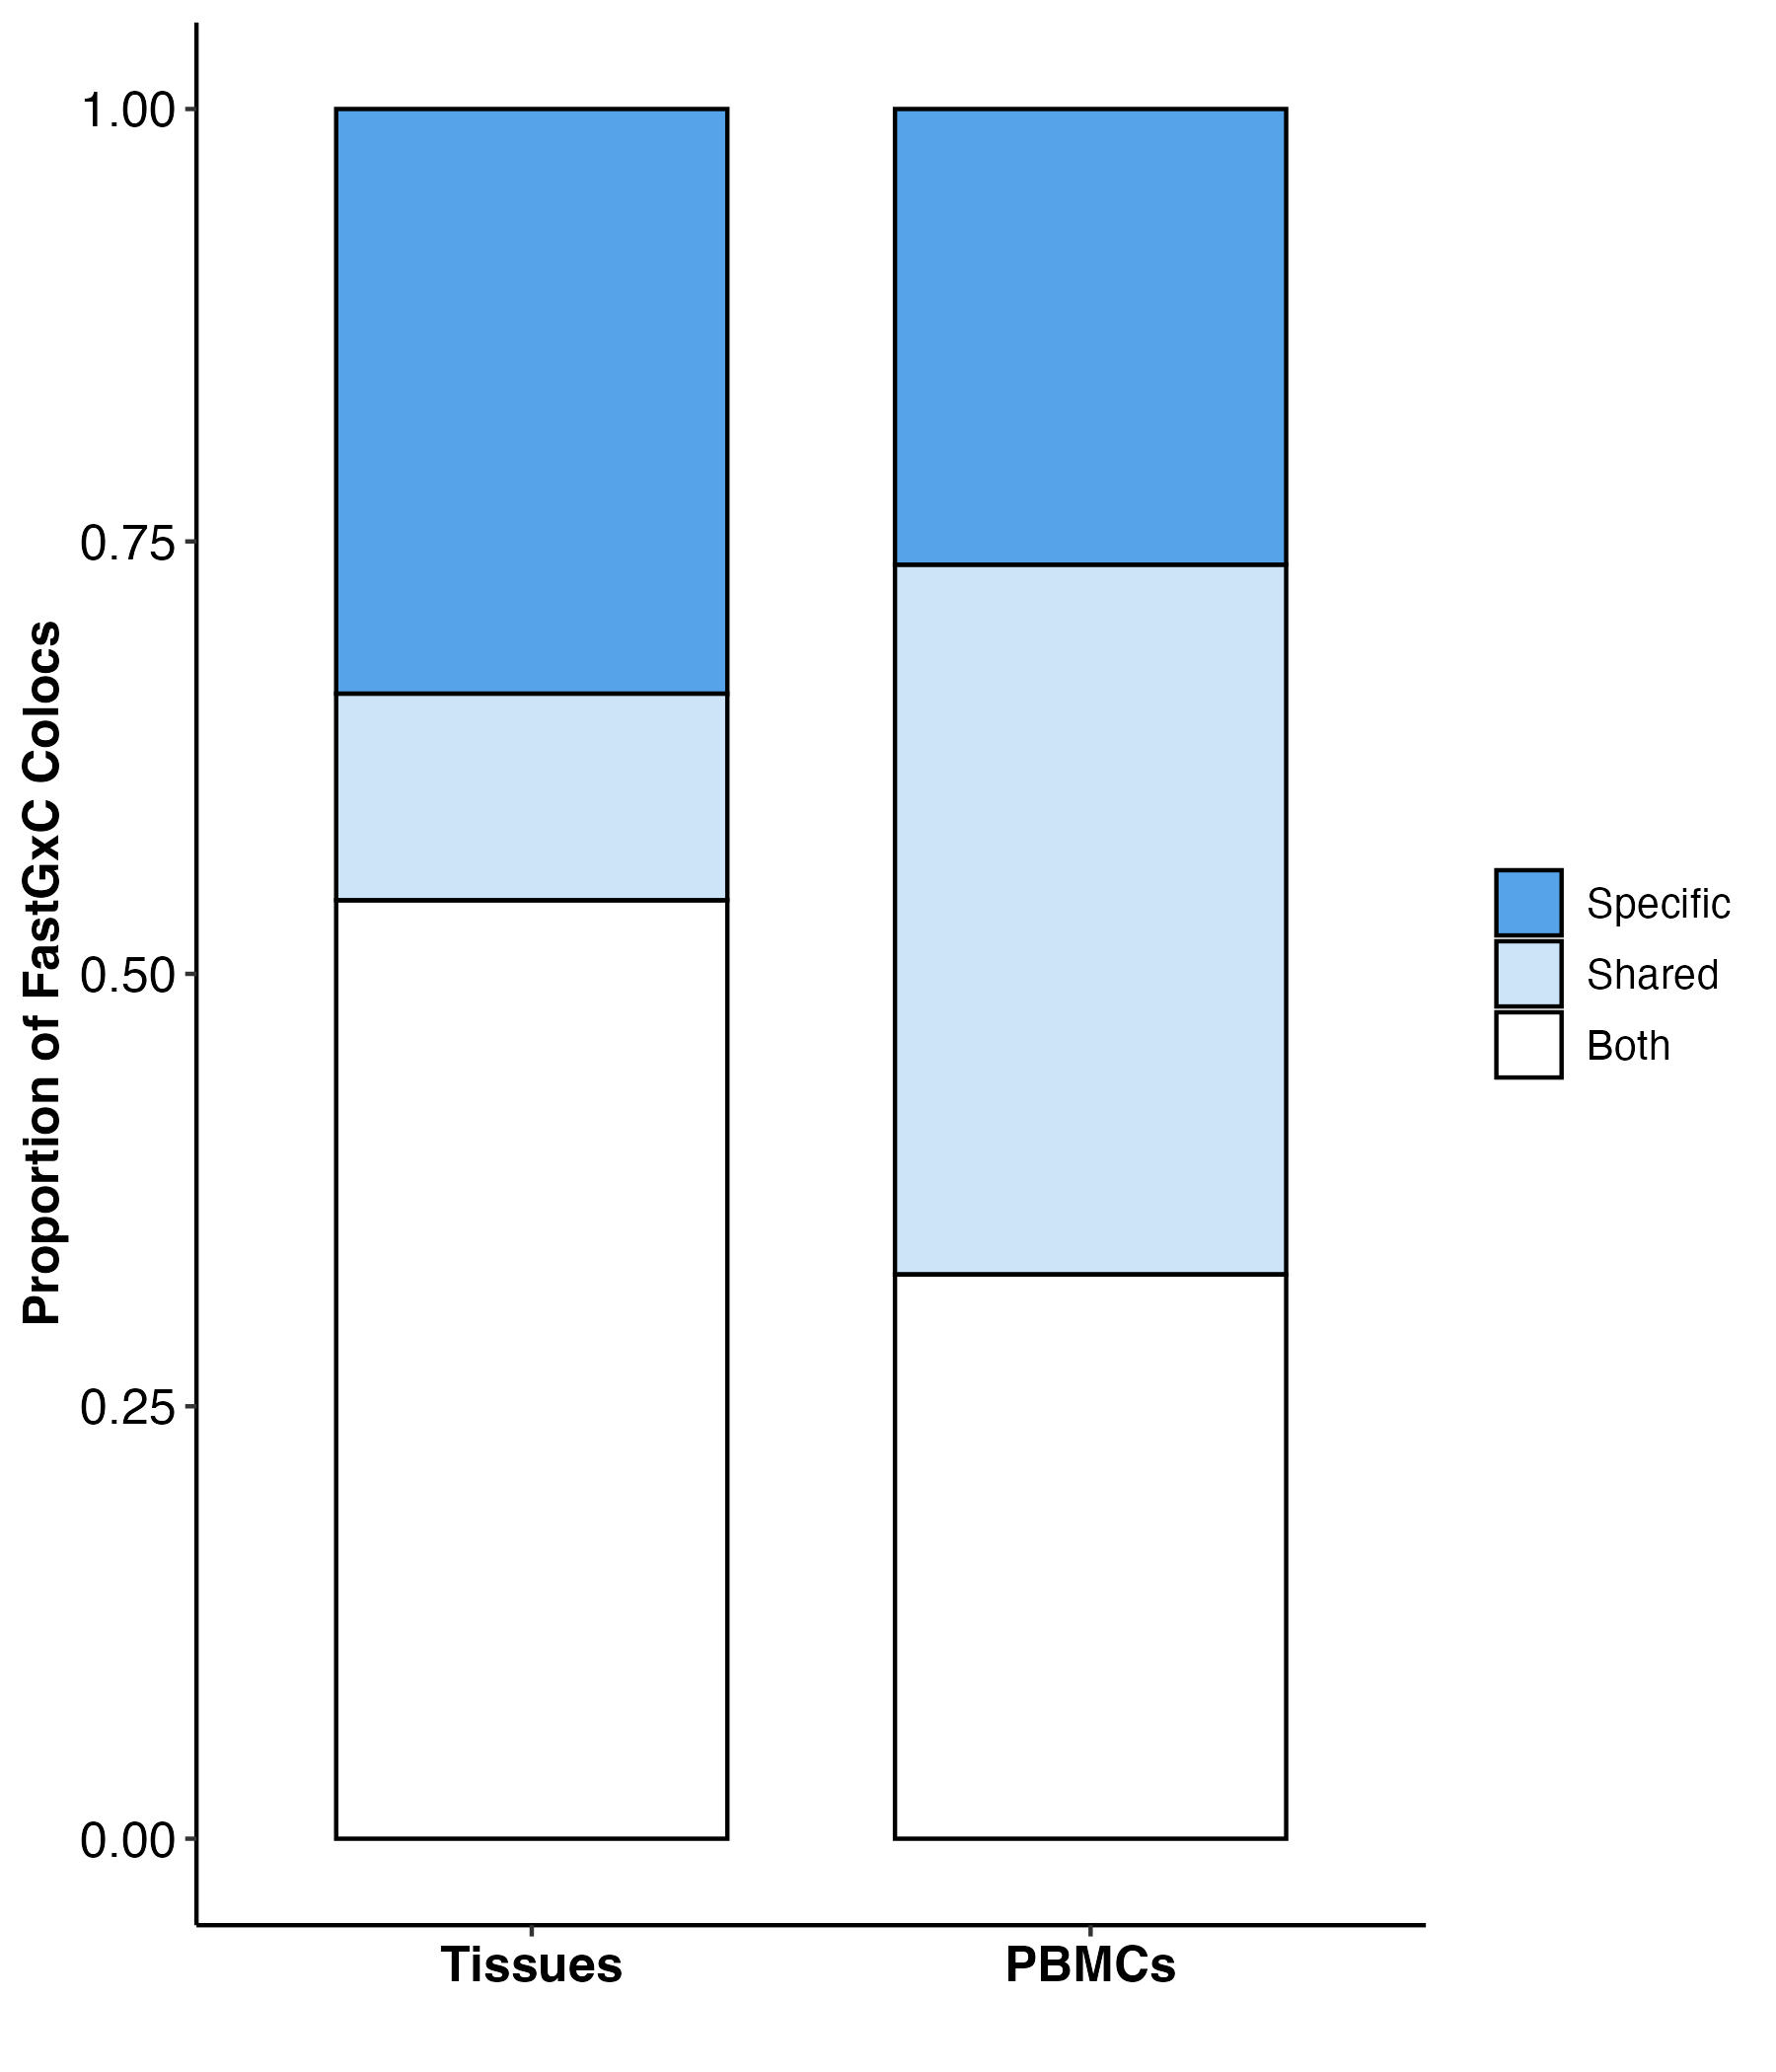 Proportion of FastGxC Colocs
1.00
0.75
0.50
0.25
0.00
Tissues
PBMCs
Specific
Shared
Both